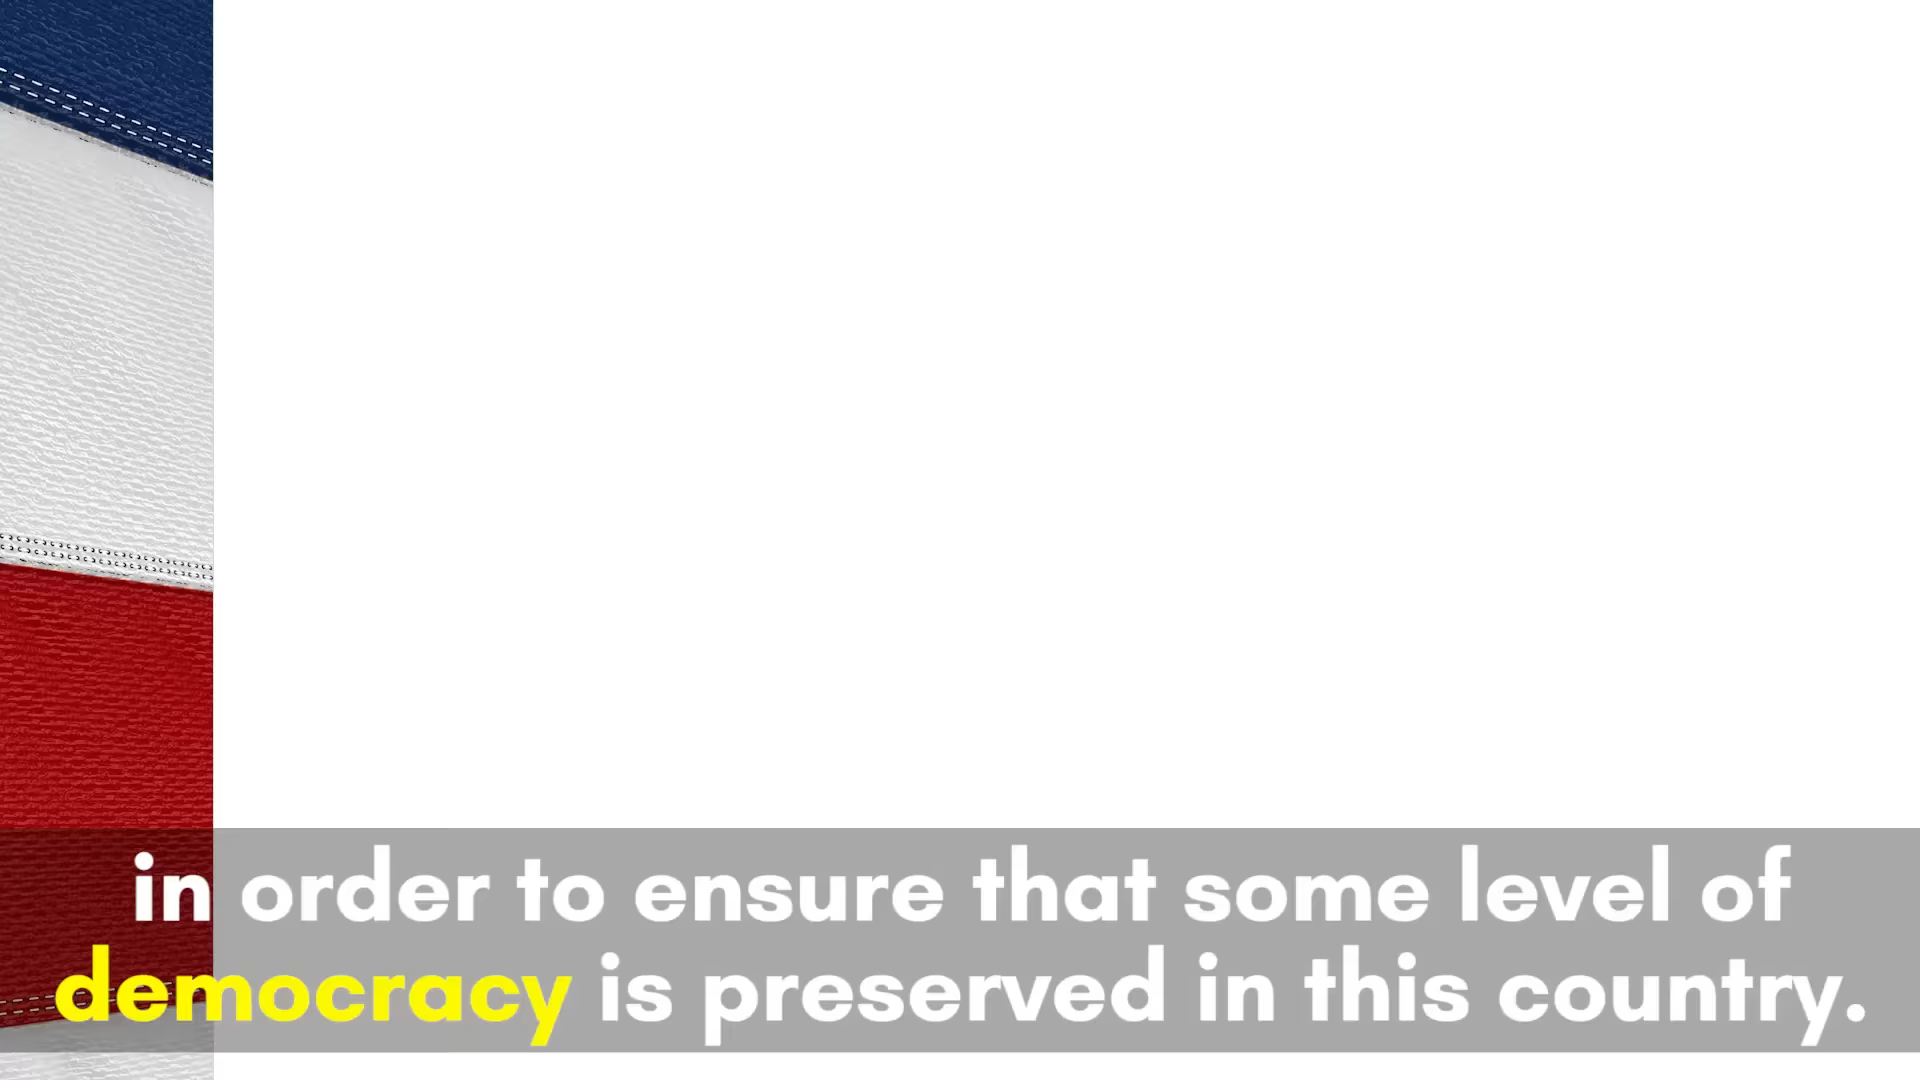 in order to ensure that some level of
democracy is preserved in this country.